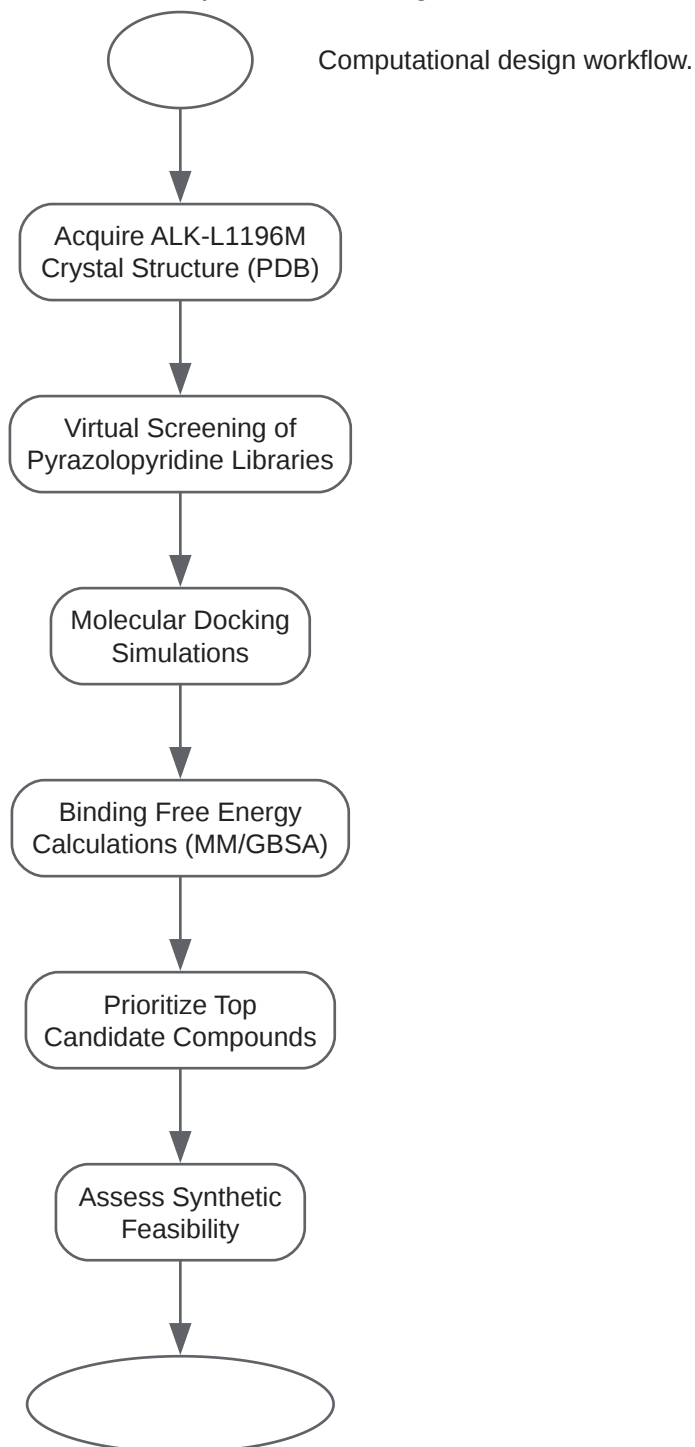 Computational design workflow.
Acquire ALK-L1196M
Crystal Structure (PDB)
Virtual Screening of
Pyrazolopyridine Libraries
Molecular Docking
Simulations
Binding Free Energy
Calculations (MM/GBSA)
Prioritize Top
Candidate Compounds
Assess Synthetic
Feasibility